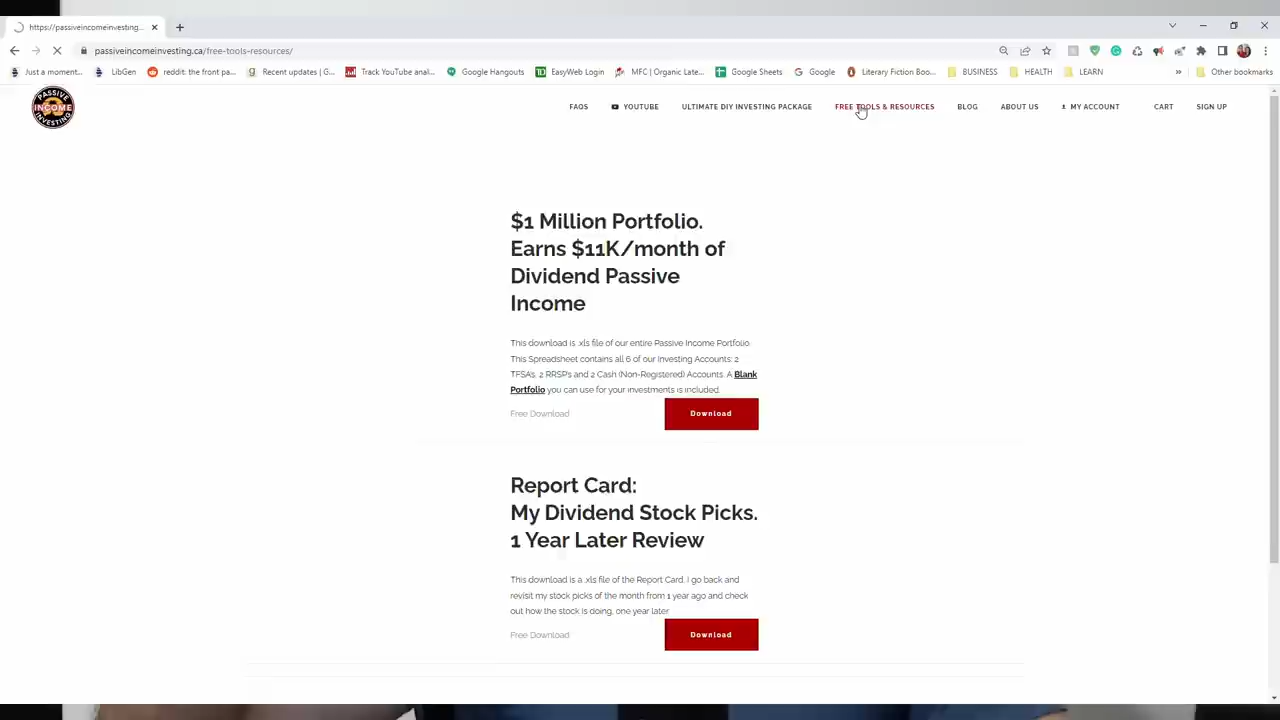 https://passiveincomeinvesting...
passiveincomeinvesting.ca/free-tools-resources/
Just a moment... LibGen reddit: the front pa... Recent updates | G... Track YouTube anal... Google Hangouts EasyWeb Login MFC | Organic Late... Google Sheets Google Literary Fiction Boo... BUSINESS HEALTH LEARN » Other bookmarks
PASSIVE
INCOME
INVESTING
FAQS YOUTUBE ULTIMATE DIY INVESTING PACKAGE FREE TOOLS & RESOURCES BLOG ABOUT US MY ACCOUNT CART SIGN UP
$1 Million Portfolio.
Earns $11K/month of
Dividend Passive
Income
This download is .xls file of our entire Passive Income Portfolio.
This Spreadsheet contains all 6 of our Investing Accounts: 2
TFSA's, 2 RRSP's and 2 Cash (Non-Registered) Accounts. A Blank
Portfolio you can use for your investments is included.
Free Download Download
Report Card:
My Dividend Stock Picks.
1 Year Later Review
This download is a .xls file of the Report Card. I go back and
revisit my stock picks of the month from 1 year ago and check
out how the stock is doing, one year later.
Free Download Download